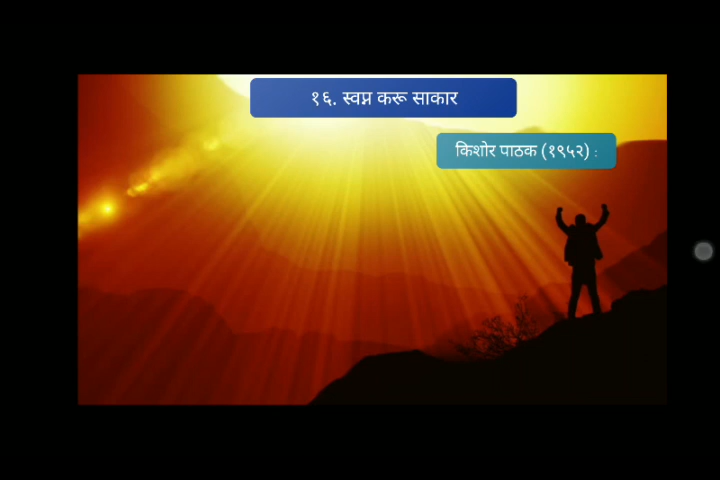 १६. स्वप्न करू साकार
किशोर पाठक (१९५२) :